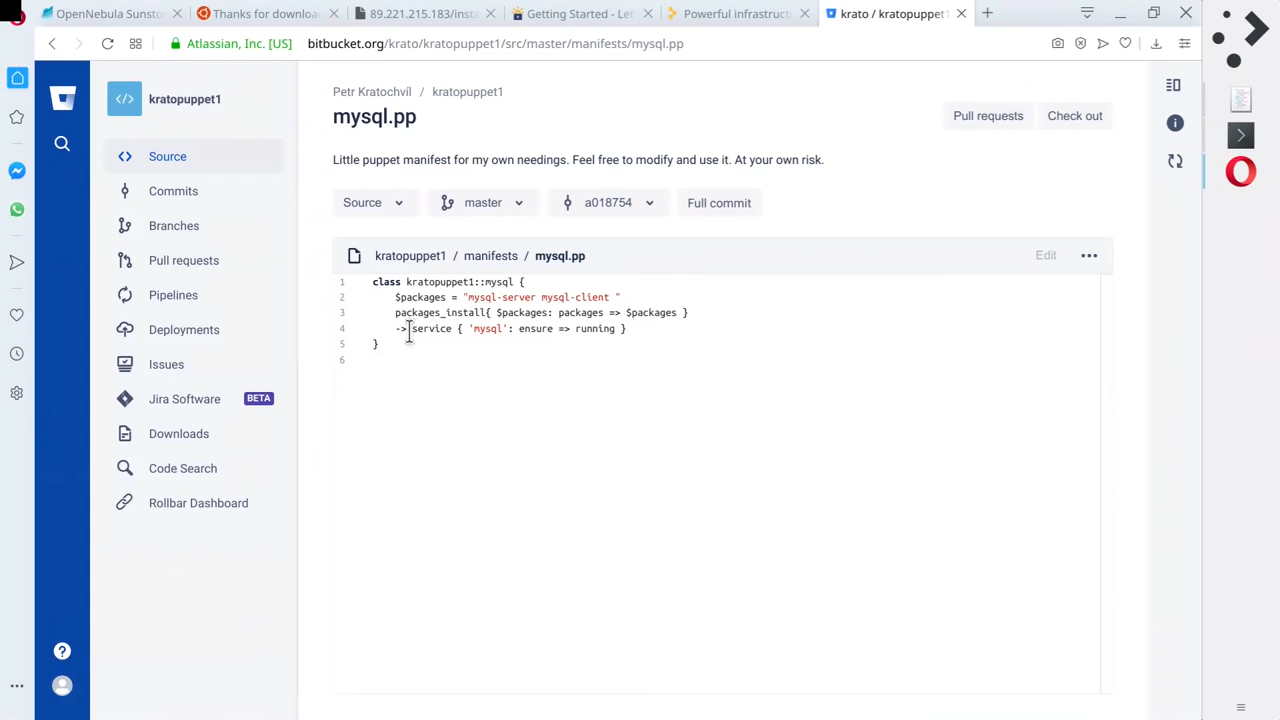 OpenNebula Sunsto
Thanks for downloa
89.221.215.183/insta
Getting Started - Let
Powerful infrastruct
krato / kratopuppet1
Atlassian, Inc. [US]
bitbucket.org/krato/kratopuppet1/src/master/manifests/mysql.pp
kratopuppet1
Source
Commits
Branches
Pull requests
Pipelines
Deployments
Issues
Jira Software BETA
Downloads
Code Search
Rollbar Dashboard
Petr Kratochvíl / kratopuppet1
mysql.pp
Pull requests
Check out
Little puppet manifest for my own needings. Feel free to modify and use it. At your own risk.
Source
master
a018754
Full commit
kratopuppet1 / manifests / mysql.pp
Edit
1 class kratopuppet1::mysql {
2 $packages = "mysql-server mysql-client "
3 packages_install{ $packages: packages => $packages }
4 -> service { 'mysql': ensure => running }
5 }
6